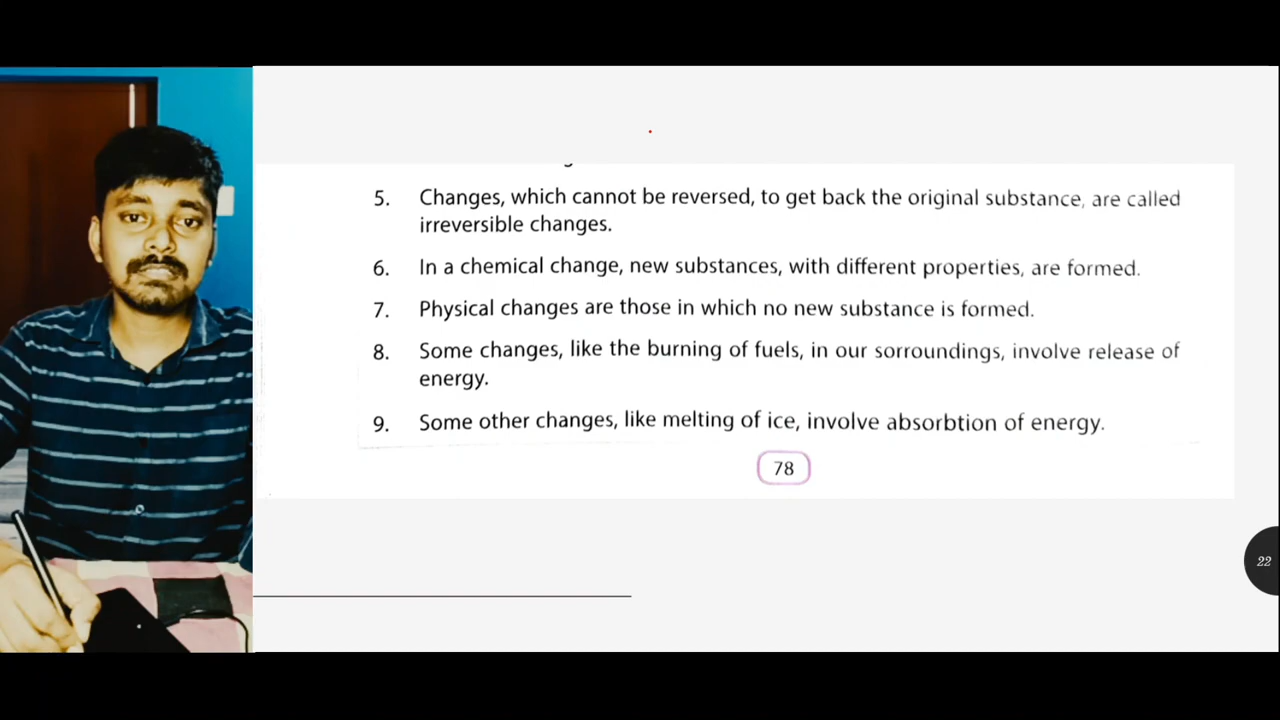 5. Changes, which cannot be reversed, to get back the original substance, are called
irreversible changes.
6. In a chemical change, new substances, with different properties, are formed.
7. Physical changes are those in which no new substance is formed.
8. Some changes, like the burning of fuels, in our sorroundings, involve release of
energy.
9. Some other changes, like melting of ice, involve absorbtion of energy.
78
22